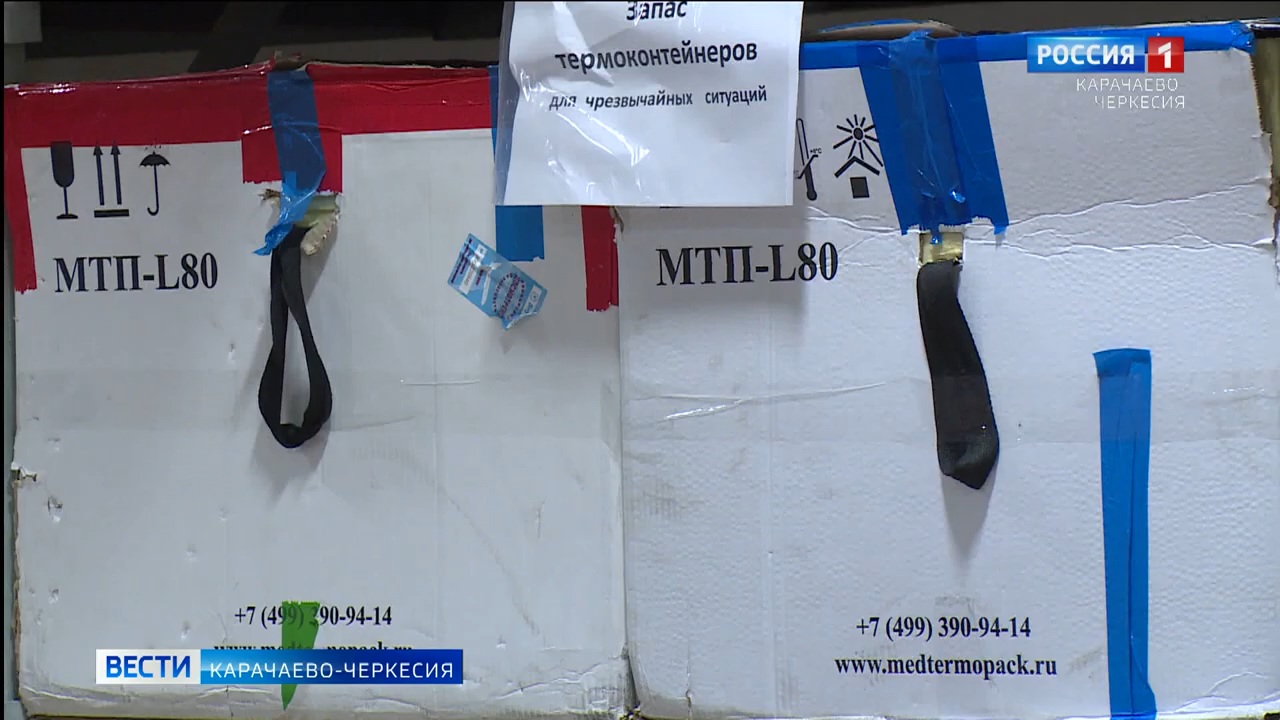 Запас
термоконтейнеров
для чрезвычайных ситуаций
РОССИЯ 1
КАРАЧАЕВО
ЧЕРКЕСИЯ
МТП-L80
МТП-L80
+7 (499) 390-94-14
+7 (499) 390-94-14
www.medtermopack.ru
ВЕСТИ КАРАЧАЕВО-ЧЕРКЕСИЯ